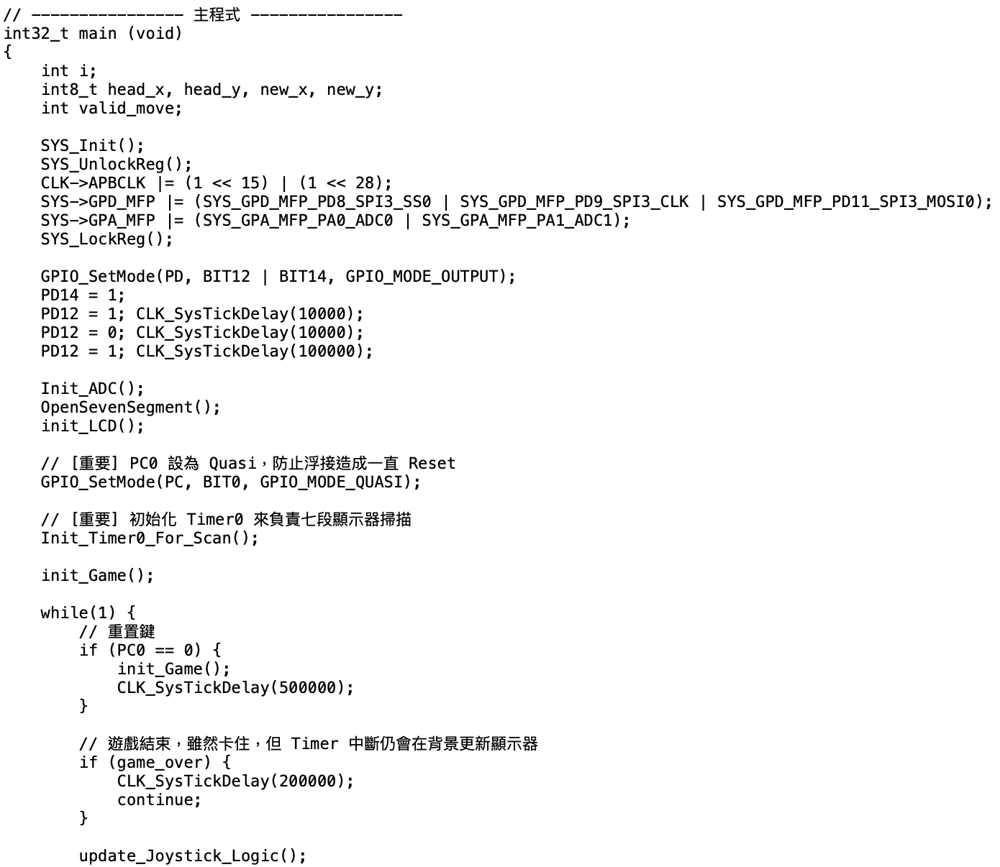 // ---------------- 主程式 ----------------
int32_t main (void)
{
    int i;
    int8_t head_x, head_y, new_x, new_y;
    int valid_move;

    SYS_Init();
    SYS_UnlockReg();
    CLK->APBCLK |= (1 << 15) | (1 << 28);
    SYS->GPD_MFP |= (SYS_GPD_MFP_PD8_SPI3_SS0 | SYS_GPD_MFP_PD9_SPI3_CLK | SYS_GPD_MFP_PD11_SPI3_MOSI0);
    SYS->GPA_MFP |= (SYS_GPA_MFP_PA0_ADC0 | SYS_GPA_MFP_PA1_ADC1);
    SYS_LockReg();

    GPIO_SetMode(PD, BIT12 | BIT14, GPIO_MODE_OUTPUT);
    PD14 = 1;
    PD12 = 1; CLK_SysTickDelay(10000);
    PD12 = 0; CLK_SysTickDelay(10000);
    PD12 = 1; CLK_SysTickDelay(100000);

    Init_ADC();
    OpenSevenSegment();
    init_LCD();

    // [重要] PC0 設為 Quasi，防止浮接造成一直 Reset
    GPIO_SetMode(PC, BIT0, GPIO_MODE_QUASI);

    // [重要] 初始化 Timer0 來負責七段顯示器掃描
    Init_Timer0_For_Scan();

    init_Game();

    while(1) {
        // 重置鍵
        if (PC0 == 0) {
            init_Game();
            CLK_SysTickDelay(500000);
        }

        // 遊戲結束，雖然卡住，但 Timer 中斷仍會在背景更新顯示器
        if (game_over) {
            CLK_SysTickDelay(200000);
            continue;
        }

        update_Joystick_Logic();